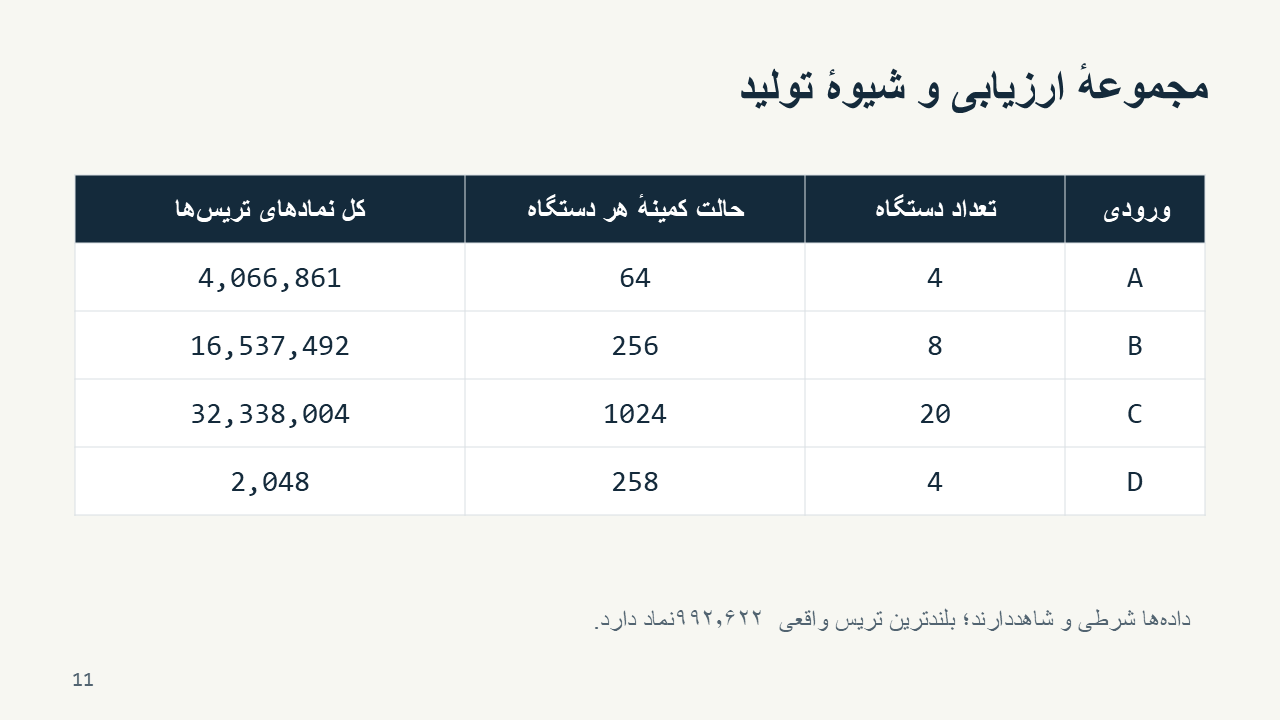 مجموعهٔ ارزیابی و شیوهٔ تولید
ورودی تعداد دستگاه حالت کمینهٔ هر دستگاه کل نمادهای تریس‌ها
A 4 64 4,066,861
B 8 256 16,537,492
C 20 1024 32,338,004
D 4 258 2,048
داده‌ها شرطی و شاهددارند؛ بلندترین تریس واقعی ۹۹۲,۶۲۲نماد دارد.
11